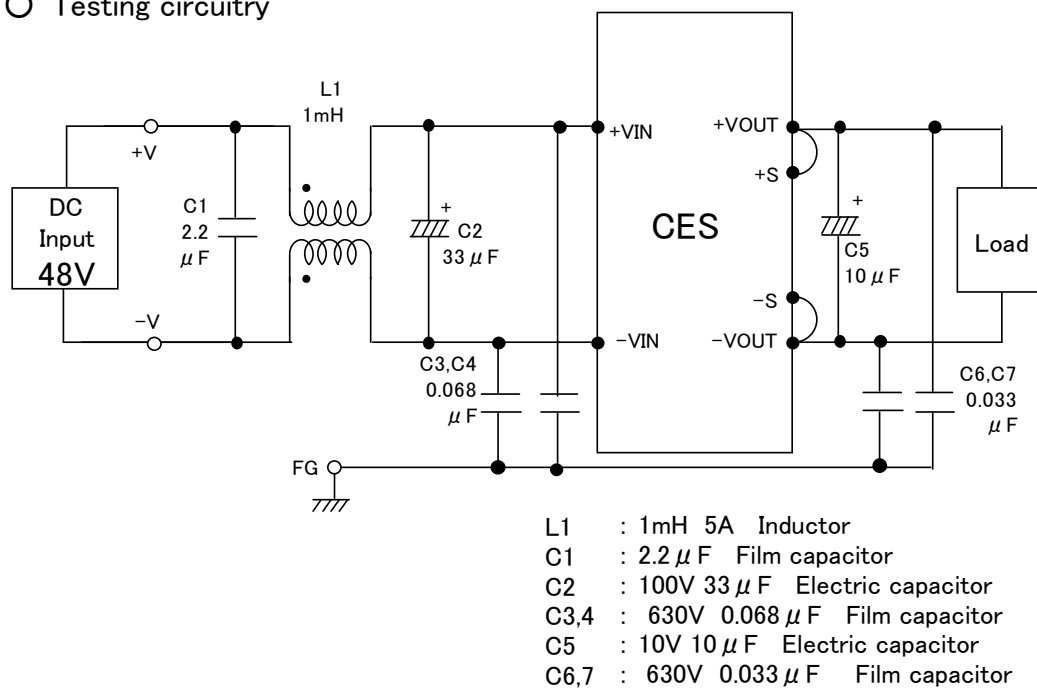 ○ Testing circuitry
L1
1mH
+V
+VIN
+VOUT
+S
DC
Input
48V
C1
2.2
μF
+
C2
33μF
CES
+
C5
10μF
Load
-V
-S
-VIN
-VOUT
C3,C4
0.068
μF
C6,C7
0.033
μF
FG
L1 : 1mH 5A Inductor
C1 : 2.2μF Film capacitor
C2 : 100V 33μF Electric capacitor
C3,4 : 630V 0.068μF Film capacitor
C5 : 10V 10μF Electric capacitor
C6,7 : 630V 0.033μF Film capacitor